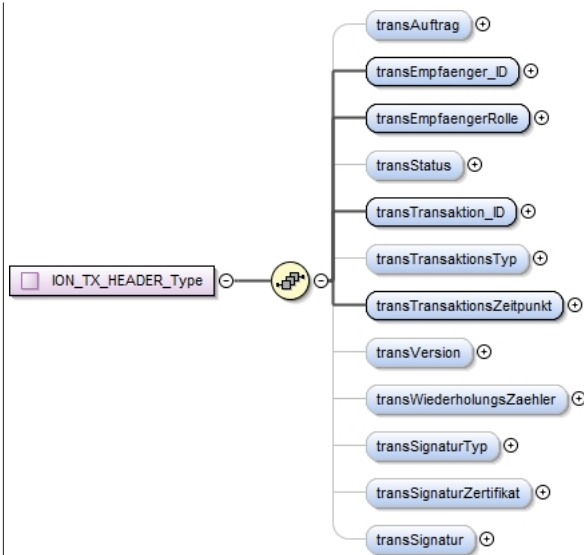 transAuftrag
transEmpfaenger_ID
transEmpfaengerRolle
transStatus
transTransaktion_ID
transTransaktionsTyp
ION_TX_HEADER_Type
transTransaktionsZeitpunkt
transVersion
transWiederholungsZaehler
transSignaturTyp
transSignaturZertifikat
transSignatur